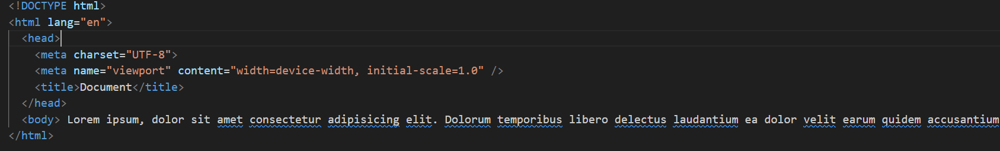 <!DOCTYPE html>
<html lang="en">
<head>
<meta charset="UTF-8">
<meta name="viewport" content="width=device-width, initial-scale=1.0" />
<title>Document</title>
</head>
<body> Lorem ipsum, dolor sit amet consectetur adipisicing elit. Dolorum temporibus libero delectus laudantium ea dolor velit earum quidem accusantium
</html>